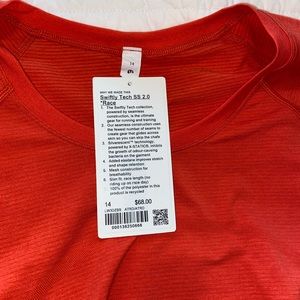 WHY WE MADE THIS
Swiftly Tech SS 2.0
*Race
1. The Swiftly Tech collection,
powered by seamless
construction, is the ultimate
gear for running and training
2. Our seamless construction uses
the fewest number of seams to
create gear that glides across
skin so you can skip the chafe
3. Silverescent™ technology,
powered by X-STATIC®, inhibits
the growth of odour-causing
bacteria on the garment
4. Added elastane improves stretch
and shape retention
5. Mesh construction for
breathability
6. Slim fit, race length (no
riding up on race day)
100% of the polyester in this
product is recycled
14
$68.00